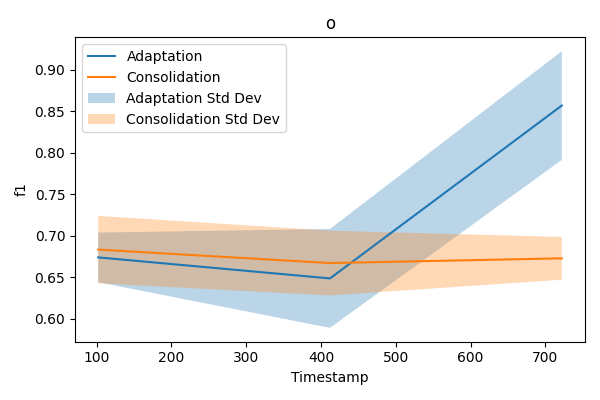 o
Adaptation
Consolidation
Adaptation Std Dev
Consolidation Std Dev
f1
0.90
0.85
0.80
0.75
0.70
0.65
0.60
100 200 300 400 500 600 700
Timestamp